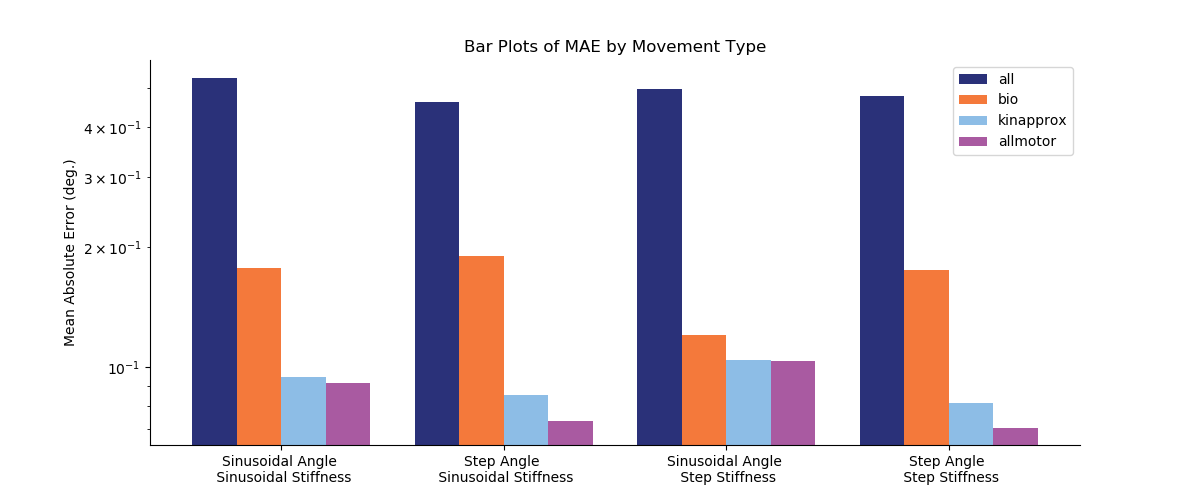 Bar Plots of MAE by Movement Type
all
bio
kinapprox
allmotor
Mean Absolute Error (deg.)
4 × 10⁻¹
3 × 10⁻¹
2 × 10⁻¹
10⁻¹
Sinusoidal Angle
Sinusoidal Stiffness
Step Angle
Sinusoidal Stiffness
Sinusoidal Angle
Step Stiffness
Step Angle
Step Stiffness